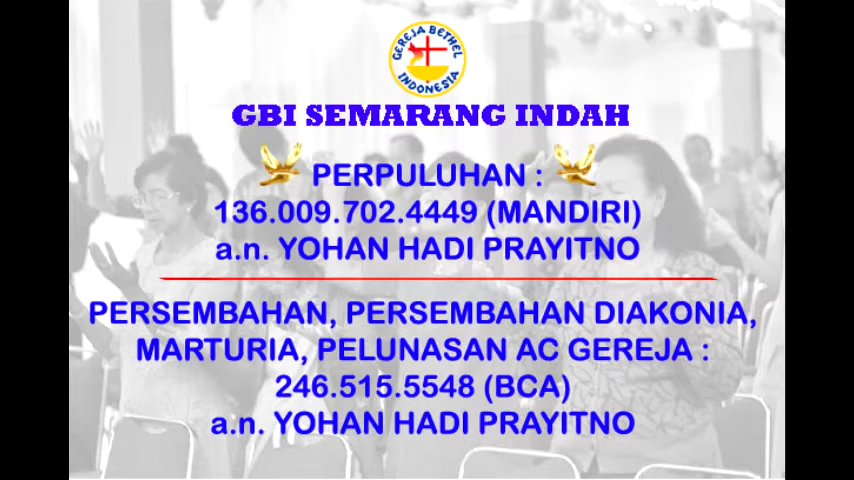 GEREJA BETHEL
INDONESIA
GBI SEMARANG INDAH
PERPULUHAN :
136.009.702.4449 (MANDIRI)
a.n. YOHAN HADI PRAYITNO
PERSEMBAHAN, PERSEMBAHAN DIAKONIA,
MARTURIA, PELUNASAN AC GEREJA :
246.515.5548 (BCA)
a.n. YOHAN HADI PRAYITNO